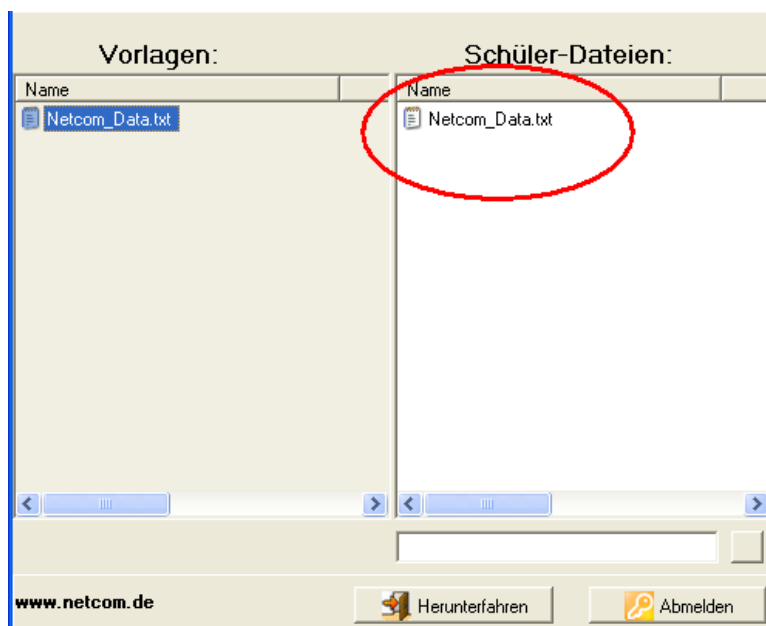 Vorlagen: Schüler-Dateien:
Name Name
Netcom_Data.txt Netcom_Data.txt
www.netcom.de Herunterfahren Abmelden